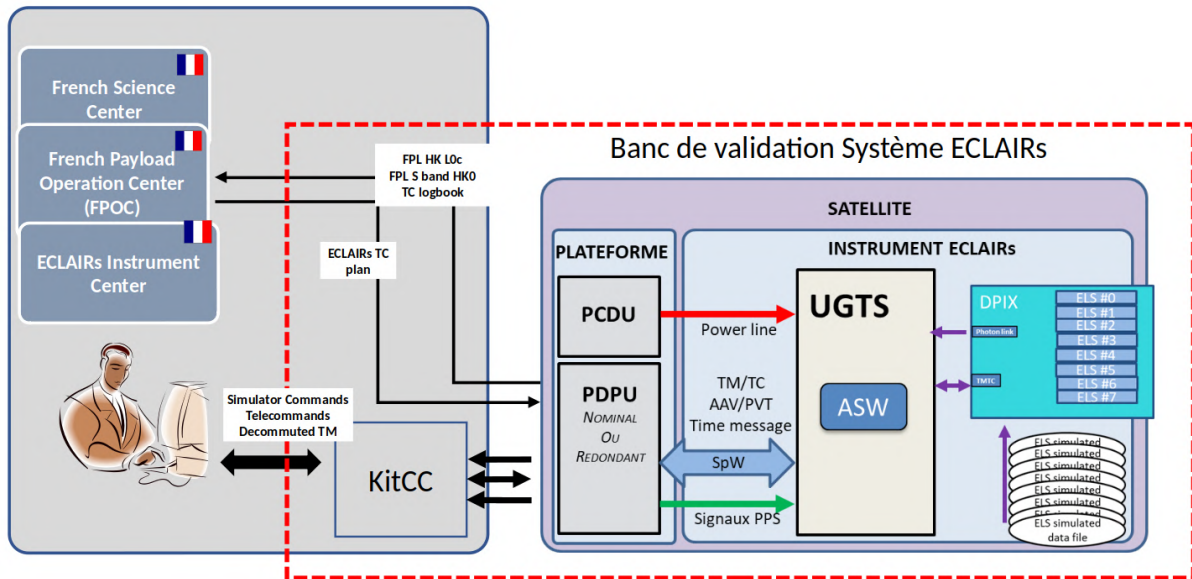 French Science
Center
French Payload
Operation Center
(FPOC)
ECLAIRs Instrument
Center
FPL HK L0c
FPL S band HK0
TC logbook
ECLAIRs TC
plan
Simulator Commands
Telecommands
Decommuted TM
KitCC
Banc de validation Système ECLAIRs
SATELLITE
PLATEFORME
PCDU
PDPU
NOMINAL
OU
REDONDANT
INSTRUMENT ECLAIRs
Power line
TM/TC
AAV/PVT
Time message
SpW
Signaux PPS
UGTS
ASW
DPIX
Photon link
TMTC
ELS #0
ELS #1
ELS #2
ELS #3
ELS #4
ELS #5
ELS #6
ELS #7
ELS simulated
ELS simulated
ELS simulated
ELS simulated
ELS simulated
ELS simulated
ELS simulated
ELS simulated
data file